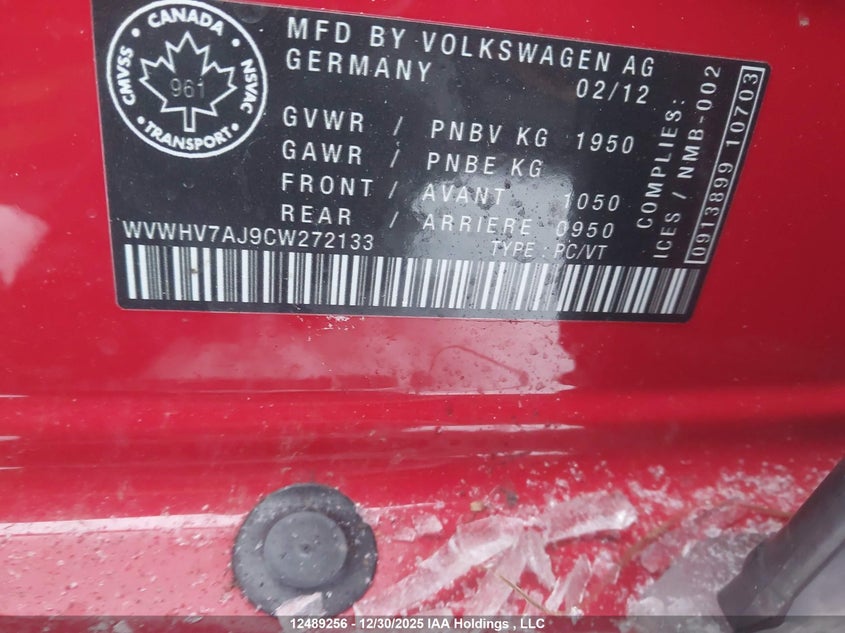 CANADA
CMVSS
961
NSVAC
TRANSPORT
MFD BY VOLKSWAGEN AG
GERMANY
02/12
GVWR / PNBV KG 1950
GAWR / PNBE KG
FRONT / AVANT 1050
REAR / ARRIERE 0950
WVWHV7AJ9CW272133
TYPE : PC/VT
COMPLIES:
ICES / NMB-002
0913899 10703
12489256 - 12/30/2025 IAA Holdings , LLC